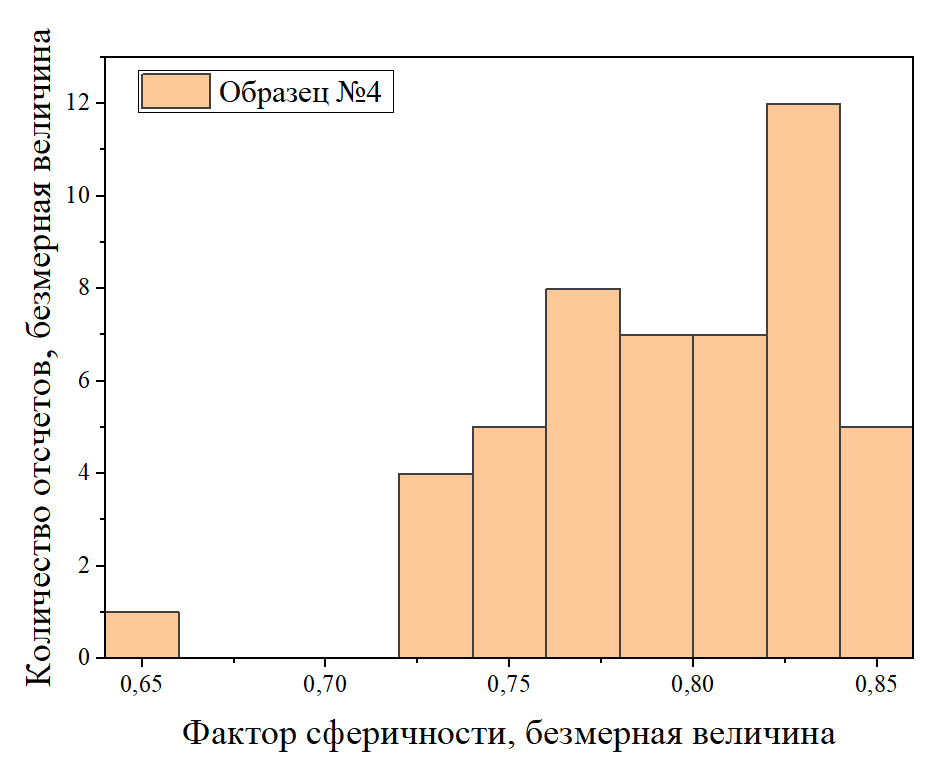 Количество отсчетов, безмерная величина
Образец №4
12
10
8
6
4
2
0
0,65 0,70 0,75 0,80 0,85
Фактор сферичности, безмерная величина